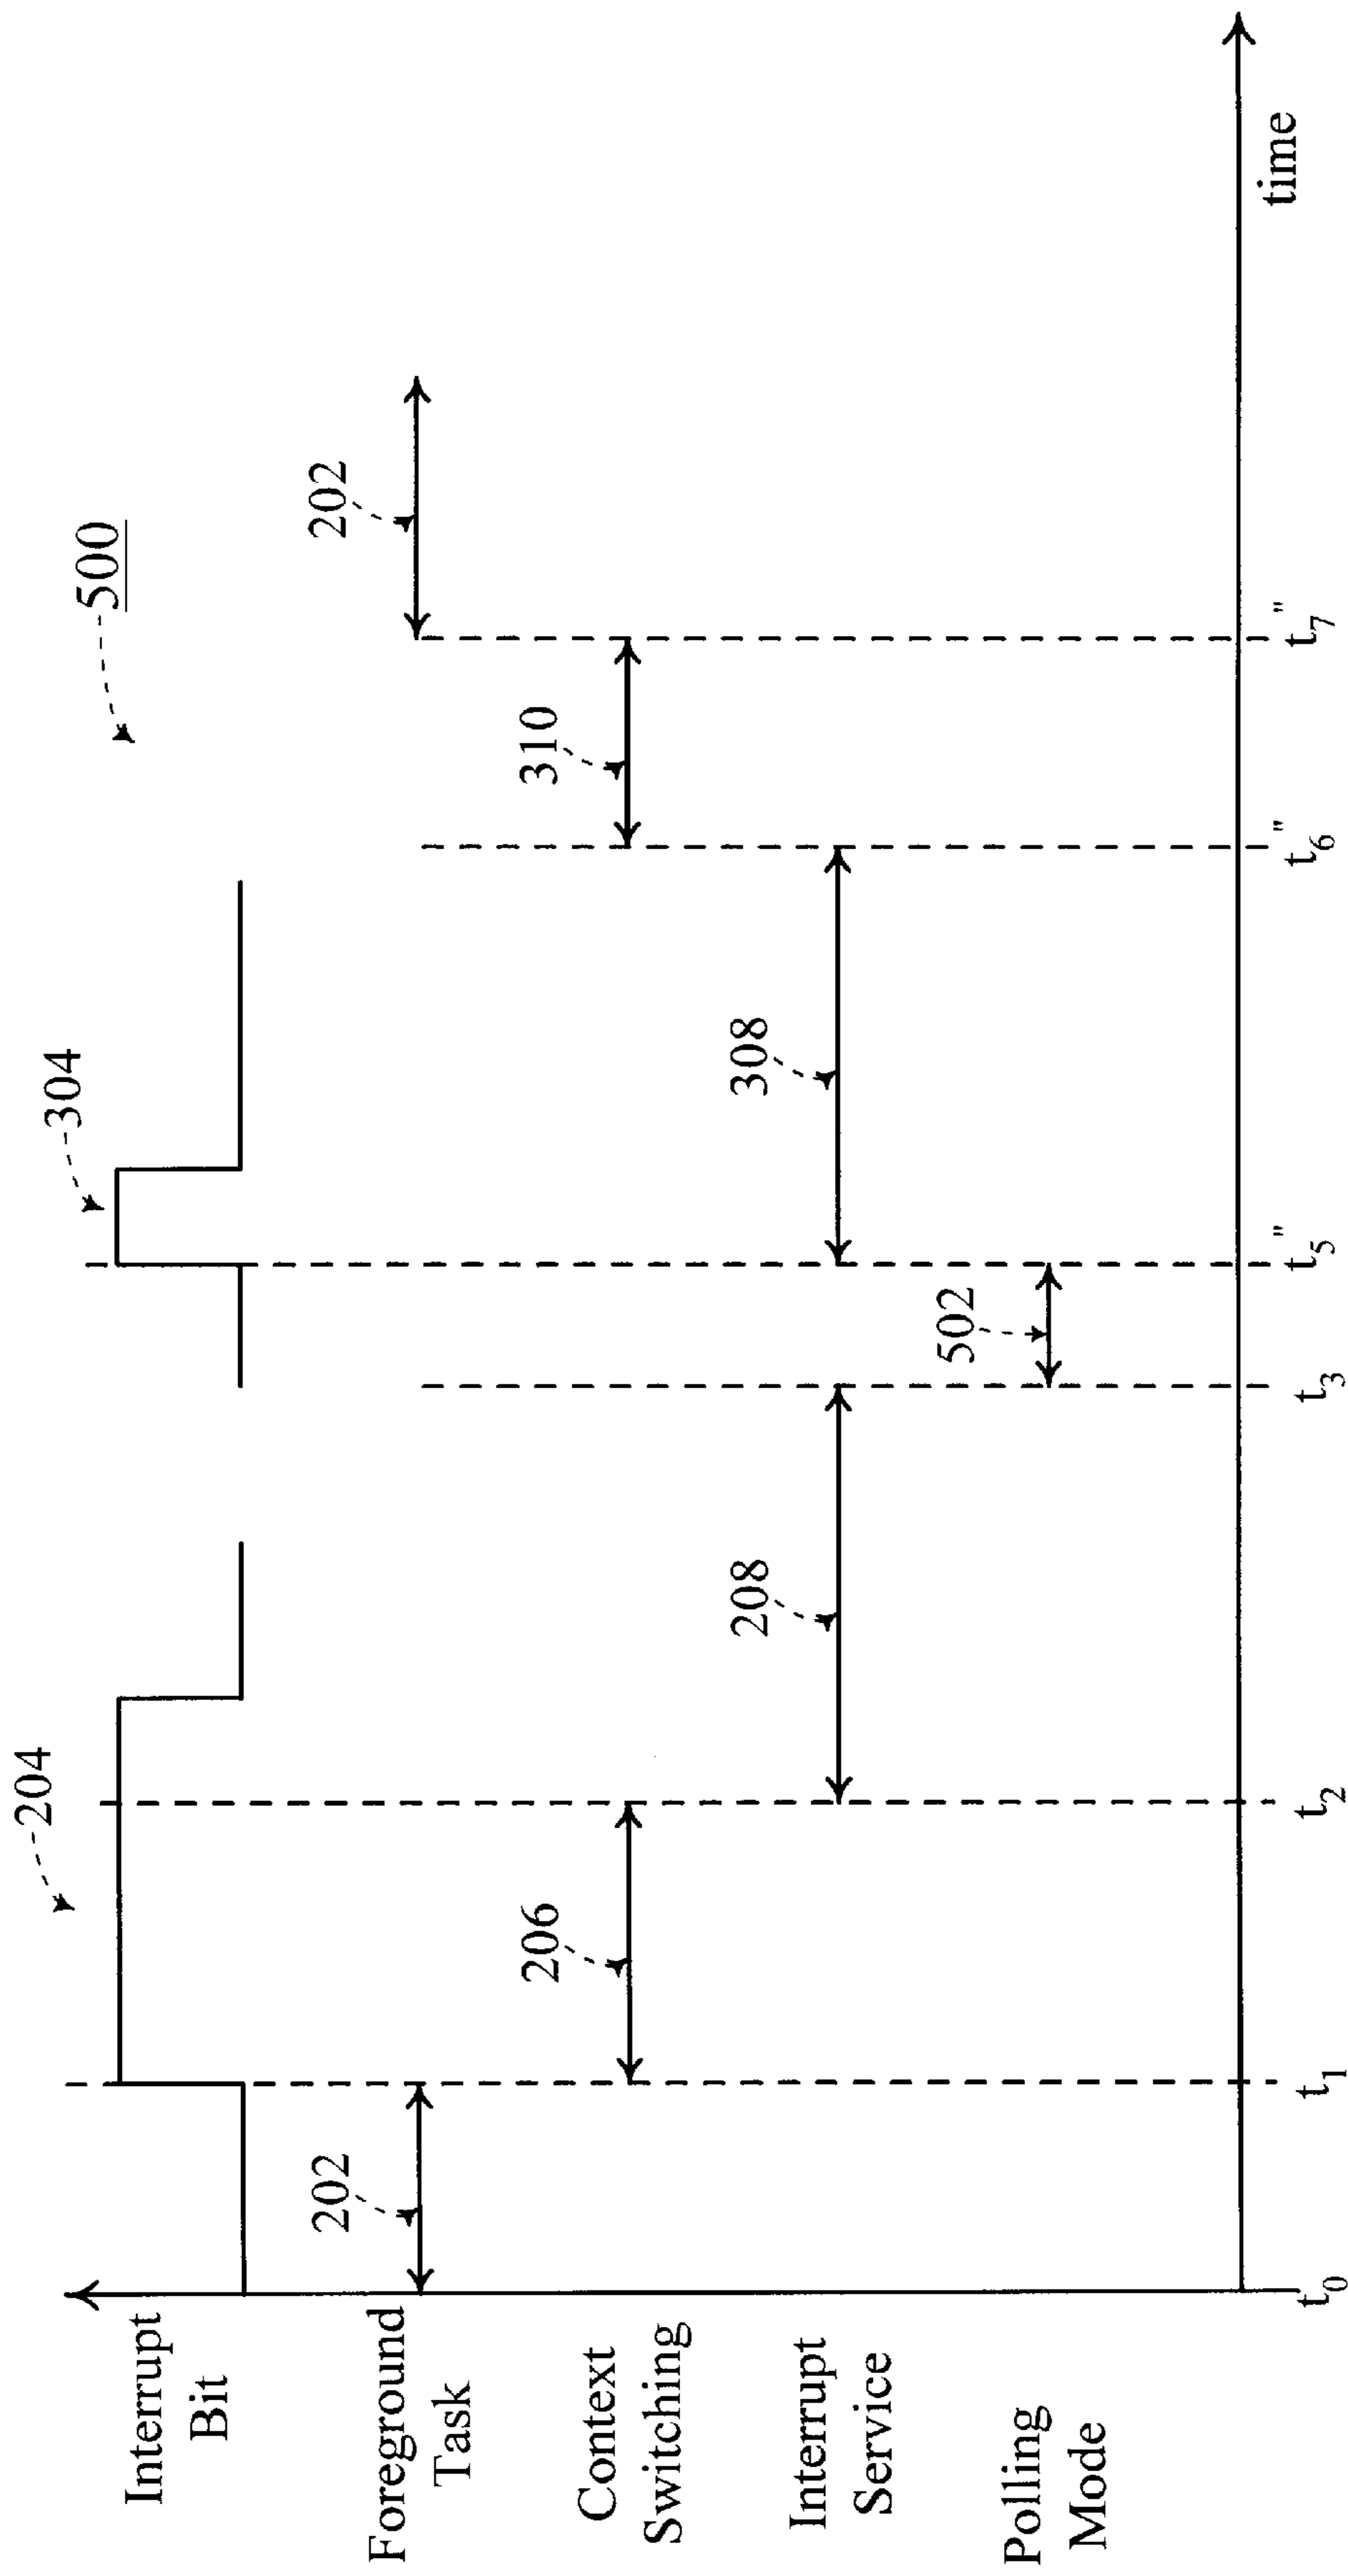 204
304
500
Interrupt
Bit
202
202
Foreground
Task
206
310
Context
Switching
208
308
Interrupt
Service
502
Polling
Mode
time
t0
t1
t2
t3
t5"
t6"
t7"